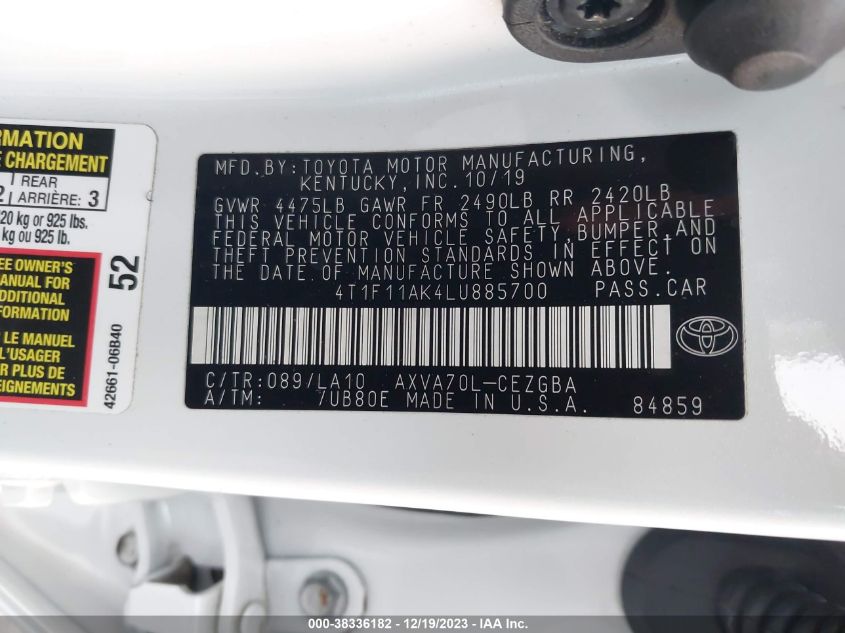 RMATION
E CHARGEMENT
REAR
2 ARRIÈRE: 3
20 kg or 925 lbs.
kg ou 925 lb.
EE OWNER'S
MANUAL FOR
ADDITIONAL
NFORMATION
R LE MANUEL
L'USAGER
R PLUS DE
SEIGNEMENTS
52
42661-06B40
MFD.BY:TOYOTA MOTOR MANUFACTURING,
KENTUCKY,INC.10/19
GVWR 4475LB GAWR FR 2490LB RR 2420LB
THIS VEHICLE CONFORMS TO ALL APPLICABLE
FEDERAL MOTOR VEHICLE SAFETY,BUMPER,AND
THEFT PREVENTION STANDARDS IN EFFECT ON
THE DATE OF MANUFACTURE SHOWN ABOVE.
4T1F11AK4LU885700 PASS.CAR
C/TR:089/LA10 AXVA70L-CEZGBA
A/TM: 7UB80E MADE IN U.S.A. 84859
000-38336182 - 12/19/2023 - IAA Inc.